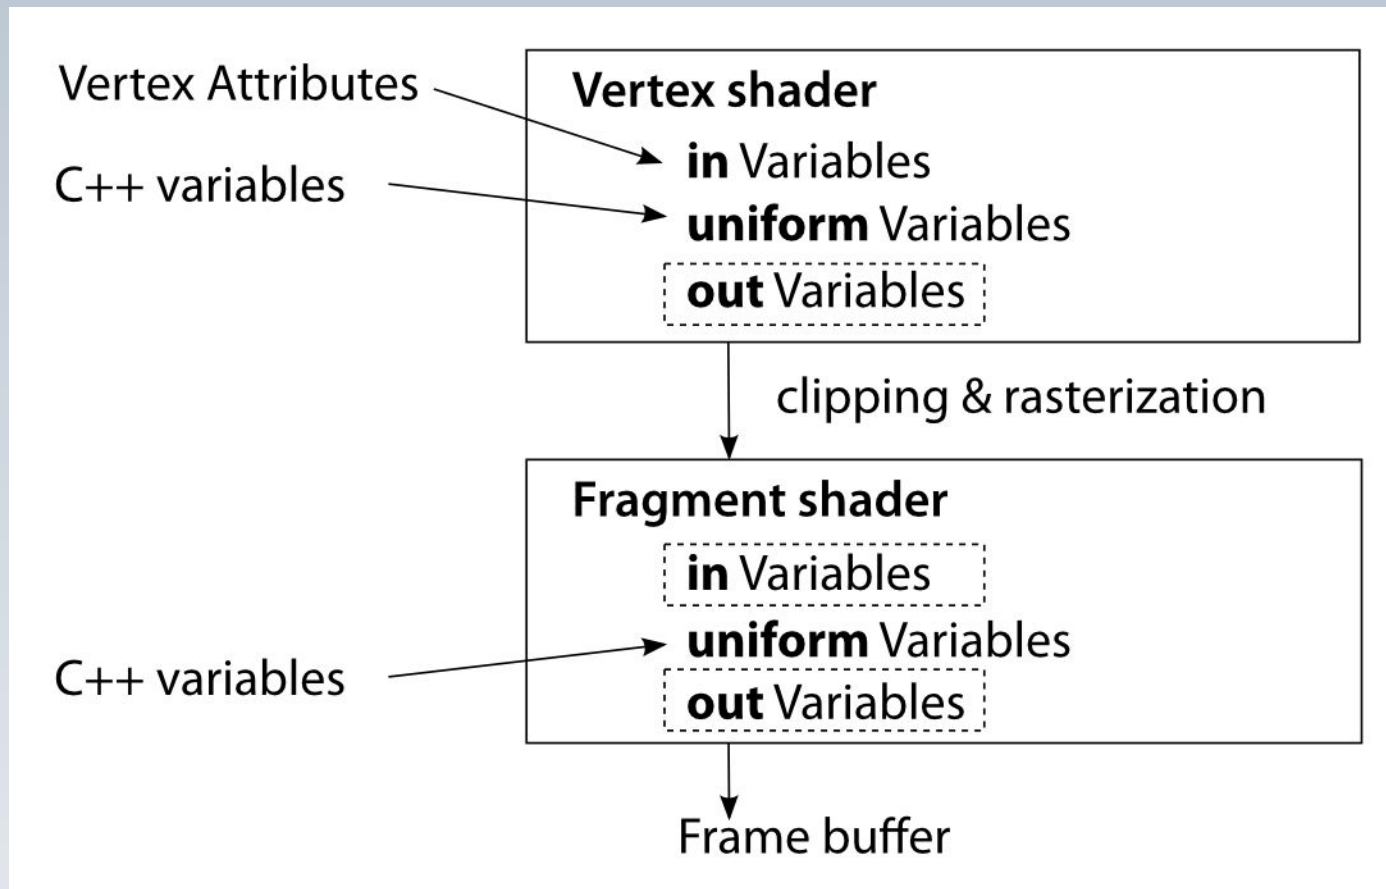 Vertex Attributes
C++ variables
Vertex shader
in Variables
uniform Variables
out Variables
clipping & rasterization
Fragment shader
in Variables
uniform Variables
out Variables
C++ variables
Frame buffer